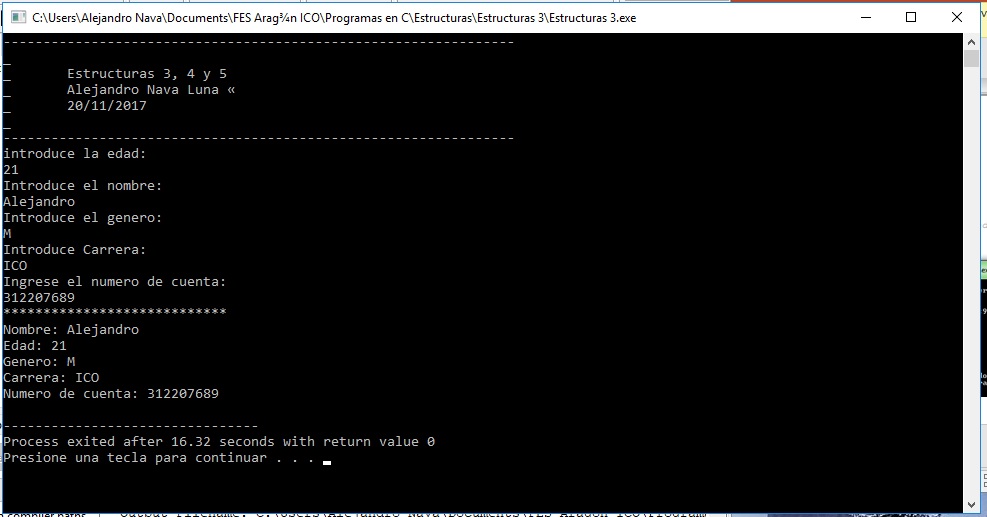 C:\Users\Alejandro Nava\Documents\FES Arag¾n ICO\Programas en C\Estructuras\Estructuras 3\Estructuras 3.exe
----------------------------------------------------------------
_
_ Estructuras 3, 4 y 5
_ Alejandro Nava Luna «
_ 20/11/2017
_
----------------------------------------------------------------
introduce la edad:
21
Introduce el nombre:
Alejandro
Introduce el genero:
M
Introduce Carrera:
ICO
Ingrese el numero de cuenta:
312207689
****************************
Nombre: Alejandro
Edad: 21
Genero: M
Carrera: ICO
Numero de cuenta: 312207689
--------------------------------
Process exited after 16.32 seconds with return value 0
Presione una tecla para continuar . . .